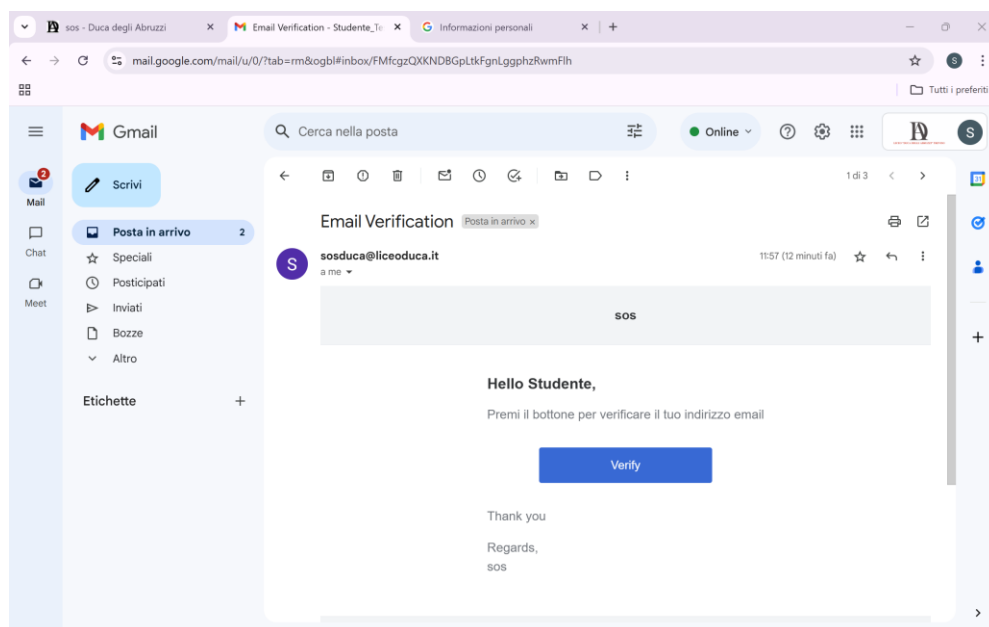 sos - Duca degli Abruzzi
Email Verification - Studente_Te
Informazioni personali
mail.google.com/mail/u/0/?tab=rm&ogbl#inbox/FMfcgzQXKNDBGpLtkFgnLggphzRwmFlh
S
Tutti i preferiti
Gmail
Cerca nella posta
Online
S
2
Mail
Scrivi
1 di 3
31
Posta in arrivo 2
Email Verification Posta in arrivo x
Chat
Speciali
S
sosduca@liceoduca.it 11:57 (12 minuti fa)
a me
Posticipati
Meet
Inviati
Bozze
Altro
sos
Etichette
Hello Studente,
Premi il bottone per verificare il tuo indirizzo email
Verify
Thank you
Regards,
sos